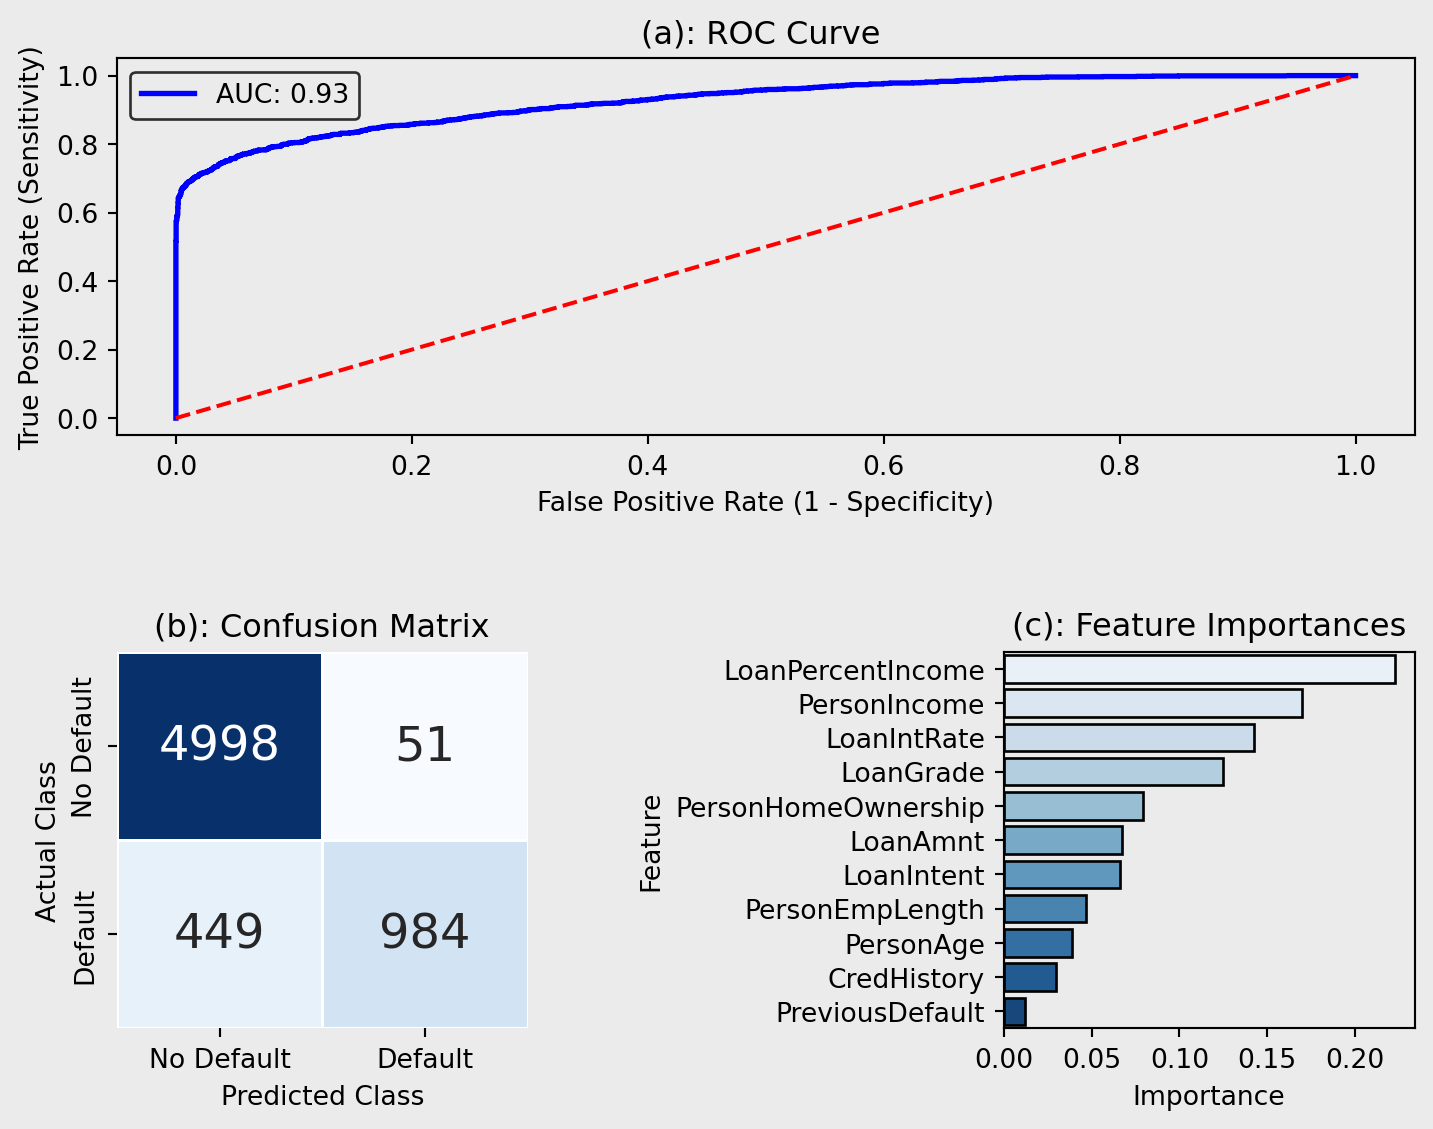 (a): ROC Curve
True Positive Rate (Sensitivity)
1.0
0.8
0.6
0.4
0.2
0.0
AUC: 0.93
0.0 0.2 0.4 0.6 0.8 1.0
False Positive Rate (1 - Specificity)
(b): Confusion Matrix
Actual Class
No Default
Default
4998 51
449 984
No Default Default
Predicted Class
(c): Feature Importances
Feature
LoanPercentIncome
PersonIncome
LoanIntRate
LoanGrade
PersonHomeOwnership
LoanAmnt
LoanIntent
PersonEmpLength
PersonAge
CredHistory
PreviousDefault
0.00 0.05 0.10 0.15 0.20
Importance